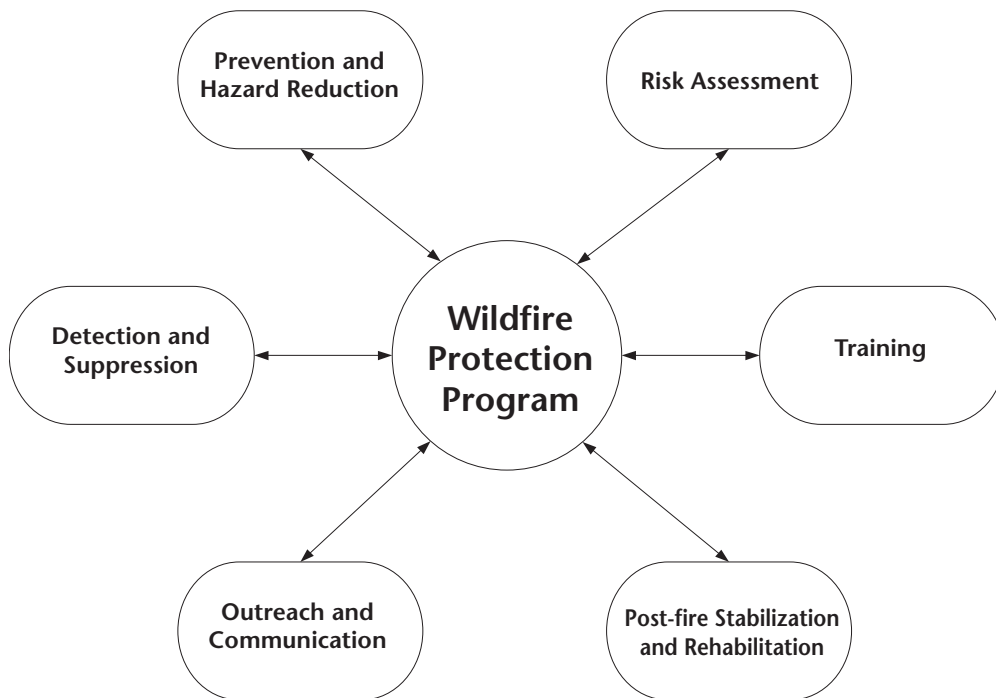 Prevention and
Hazard Reduction
Risk Assessment
Wildfire
Protection
Program
Detection and
Suppression
Training
Outreach and
Communication
Post-fire Stabilization
and Rehabilitation